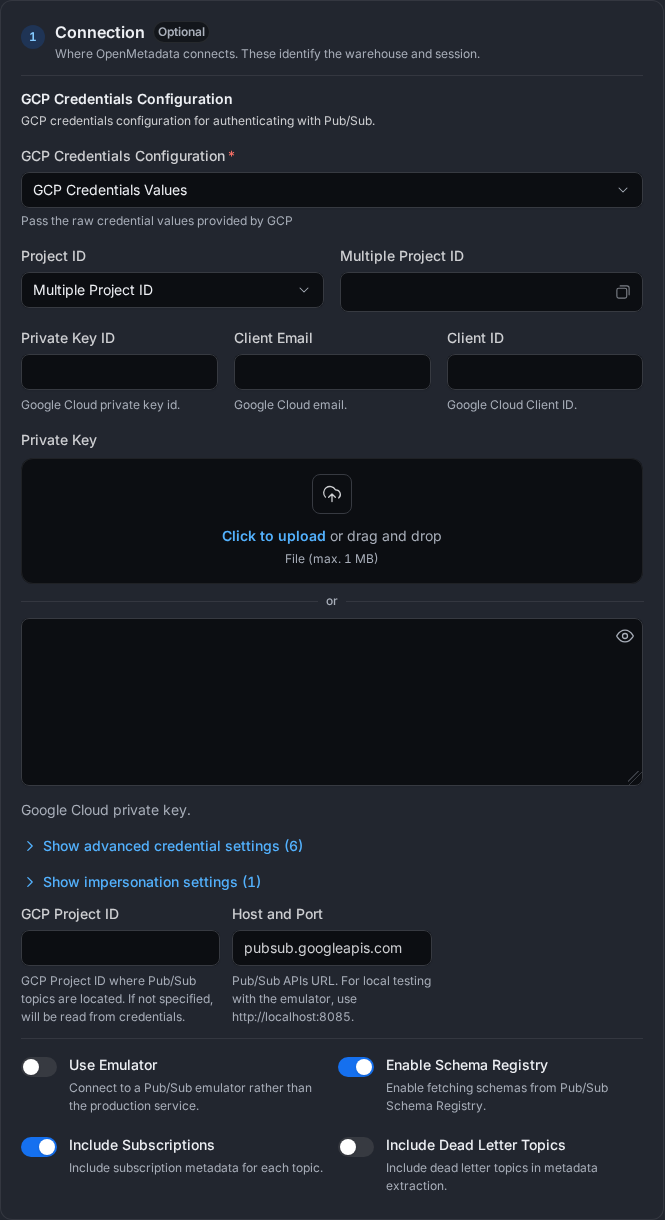 1
Connection Optional
Where OpenMetadata connects. These identify the warehouse and session.
GCP Credentials Configuration
GCP credentials configuration for authenticating with Pub/Sub.
GCP Credentials Configuration *
GCP Credentials Values
Pass the raw credential values provided by GCP
Project ID
Multiple Project ID
Multiple Project ID
Private Key ID
Client Email
Client ID
Google Cloud private key id.
Google Cloud email.
Google Cloud Client ID.
Private Key
Click to upload or drag and drop
File (max. 1 MB)
or
Google Cloud private key.
Show advanced credential settings (6)
Show impersonation settings (1)
GCP Project ID
GCP Project ID where Pub/Sub
topics are located. If not specified,
will be read from credentials.
Host and Port
pubsub.googleapis.com
Pub/Sub APIs URL. For local testing
with the emulator, use
http://localhost:8085.
Use Emulator
Connect to a Pub/Sub emulator rather than
the production service.
Enable Schema Registry
Enable fetching schemas from Pub/Sub
Schema Registry.
Include Subscriptions
Include subscription metadata for each topic.
Include Dead Letter Topics
Include dead letter topics in metadata
extraction.